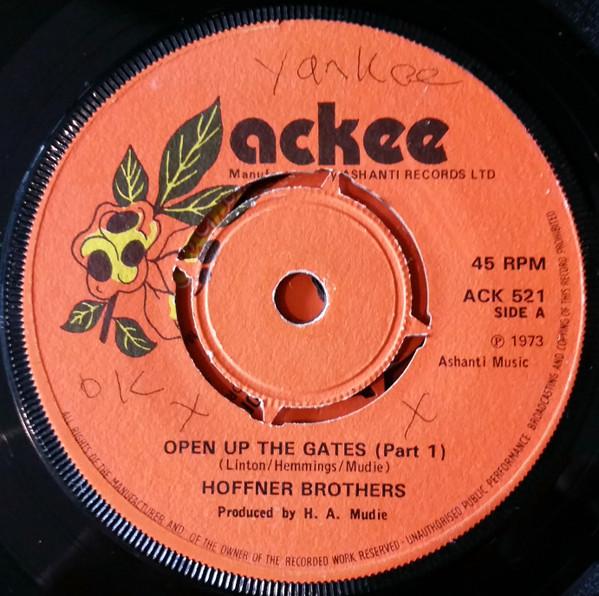 Yankee
ackee
Manuf ASHANTI RECORDS LTD
45 RPM
ACK 521
SIDE A
℗ 1973
Ashanti Music
OK X
X
OPEN UP THE GATES (Part 1)
(Linton/Hemmings/Mudie)
HOFFNER BROTHERS
Produced by H. A. Mudie
ALL RIGHTS OF THE MANUFACTURER AND OF THE OWNER OF THE RECORDED WORK RESERVED - UNAUTHORISED PUBLIC PERFORMANCE BROADCASTING AND COPYING OF THIS RECORD PROHIBITED